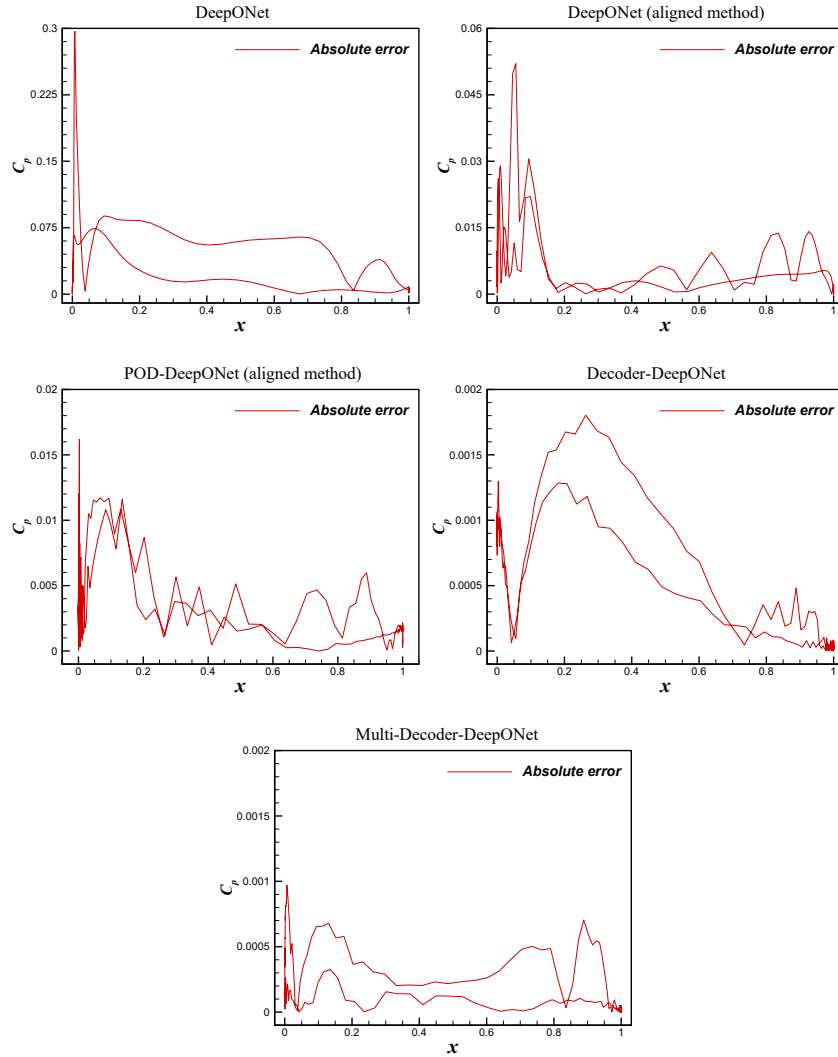 DeepONet
0.3
0.225
0.15
0.075
0
Cp
Absolute error
0 0.2 0.4 0.6 0.8 1
x
DeepONet (aligned method)
0.06
0.045
0.03
0.015
0
Cp
Absolute error
0 0.2 0.4 0.6 0.8 1
x
POD-DeepONet (aligned method)
0.02
0.015
0.01
0.005
0
Cp
Absolute error
0 0.2 0.4 0.6 0.8 1
x
Decoder-DeepONet
0.002
0.0015
0.001
0.0005
0
Cp
Absolute error
0 0.2 0.4 0.6 0.8 1
x
Multi-Decoder-DeepONet
0.002
0.0015
0.001
0.0005
0
Cp
Absolute error
0 0.2 0.4 0.6 0.8 1
x